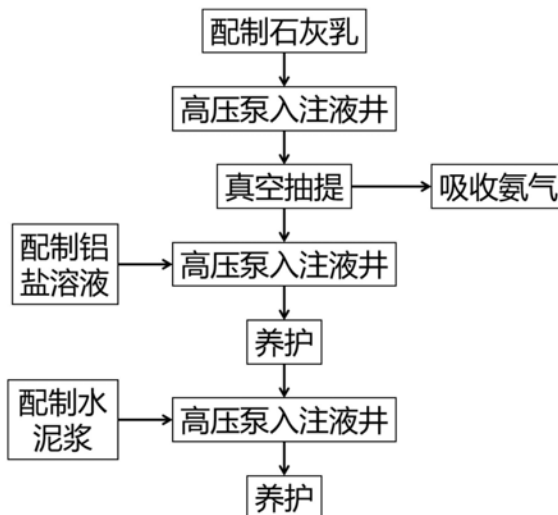 配制石灰乳
高压泵入注液井
真空抽提
吸收氨气
配制铝
盐溶液
高压泵入注液井
养护
配制水
泥浆
高压泵入注液井
养护